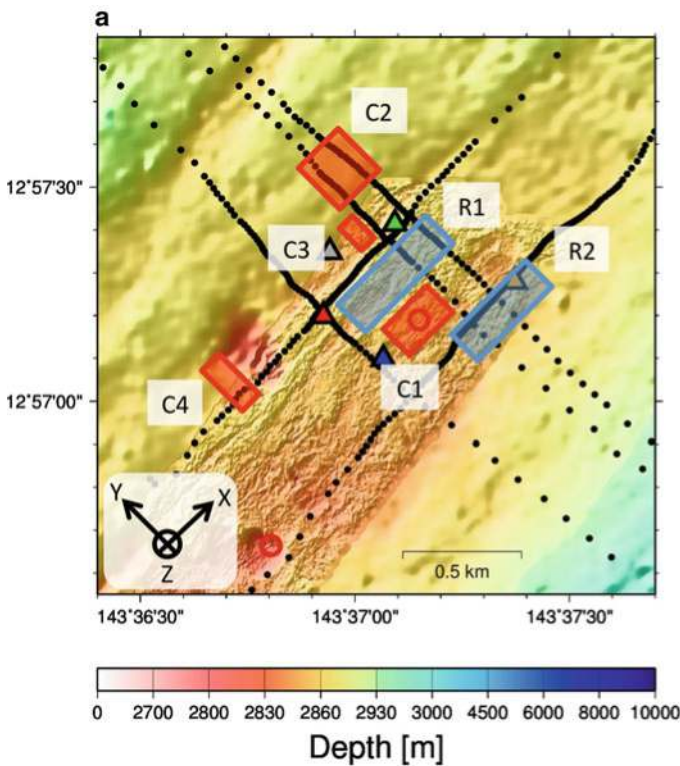 a
C2
12°57'30"
R1
C3
R2
12°57'00"
C4
C1
Y
X
Z
0.5 km
143°36'30"
143°37'00"
143°37'30"
0
2700
2800
2830
2860
2930
3000
4500
6000
10000
Depth [m]